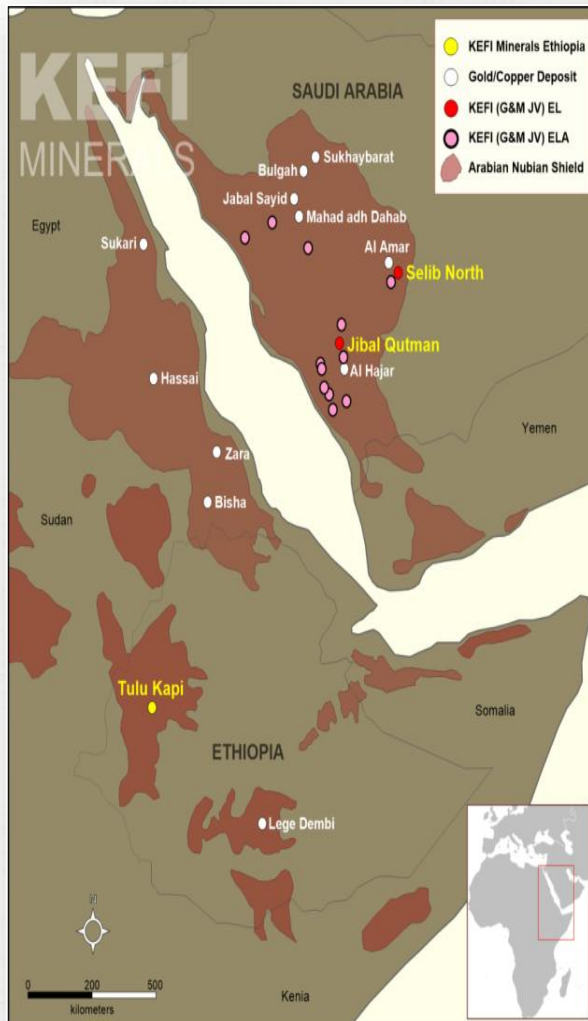 KEFI
MINERALS
KEFI Minerals Ethiopia
Gold/Copper Deposit
KEFI (G&M JV) EL
KEFI (G&M JV) ELA
Arabian Nubian Shield
SAUDI ARABIA
Sukhaybarat
Bulgah
Jabal Sayid
Mahad adh Dahab
Egypt
Sukari
Al Amar
Selib North
Jibal Qutman
Al Hajar
Hassai
Yemen
Zara
Bisha
Sudan
Tulu Kapi
Somalia
ETHIOPIA
Lege Dembi
N
0 200 500
kilometers
Kenia